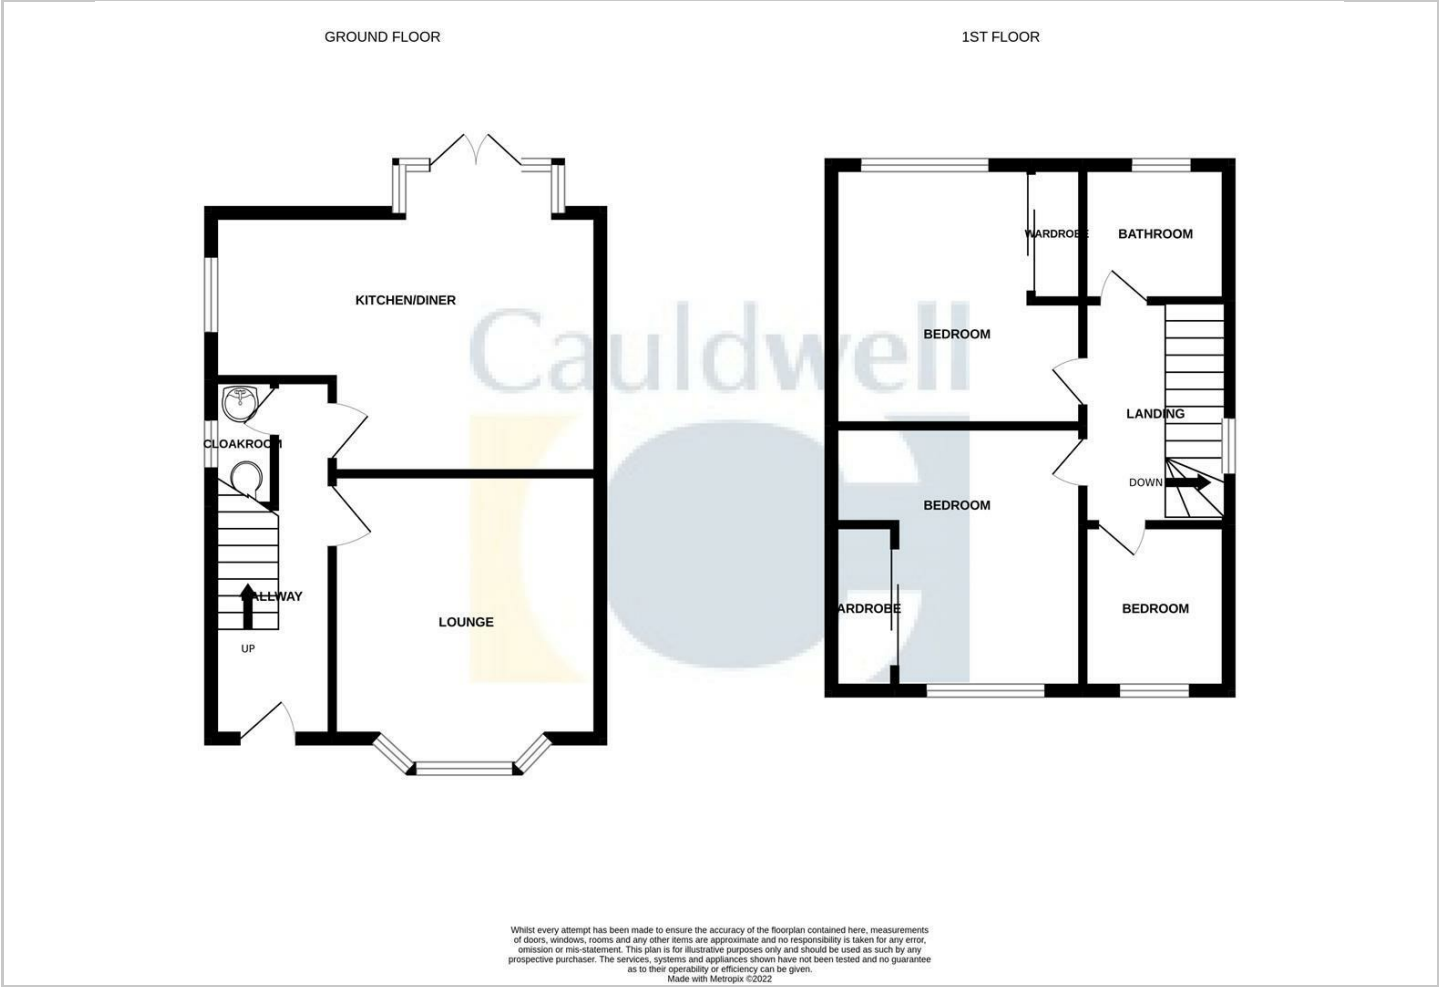 GROUND FLOOR
1ST FLOOR
KITCHEN/DINER
CLOAKROOM
HALLWAY
UP
LOUNGE
WARDROBE
BATHROOM
BEDROOM
LANDING
DOWN
BEDROOM
WARDROBE
BEDROOM
Cauldwell
Whilst every attempt has been made to ensure the accuracy of the floorplan contained here, measurements
of doors, windows, rooms and any other items are approximate and no responsibility is taken for any error,
omission or mis-statement. This plan is for illustrative purposes only and should be used as such by any
prospective purchaser. The services, systems and appliances shown have not been tested and no guarantee
as to their operability or efficiency can be given.
Made with Metropix ©2022